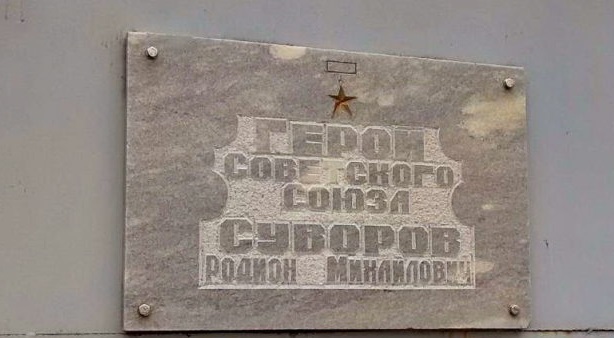 ГЕРОЙ
СОВЕТСКОГО
СОЮЗА
СУВОРОВ
РОДИОН МИХАЙЛОВИЧ